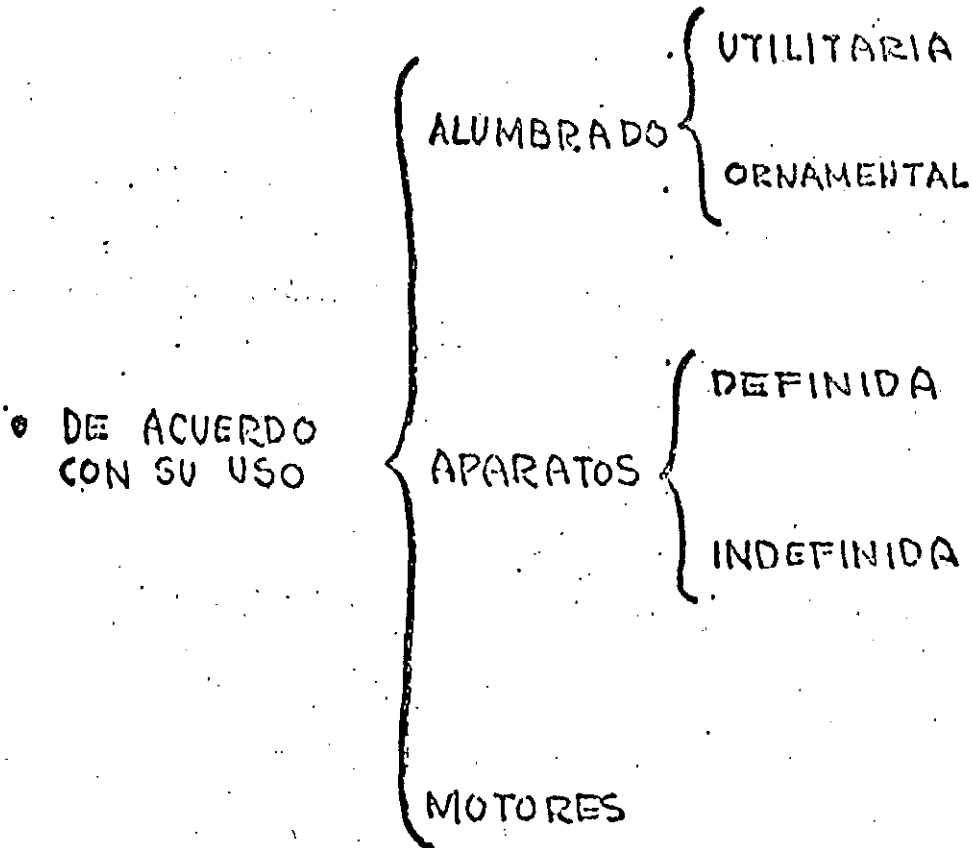 UTILITARIA
ALUMBRADO
ORNAMENTAL
DEFINIDA
• DE ACUERDO
CON SU USO
APARATOS
INDEFINIDA
MOTORES